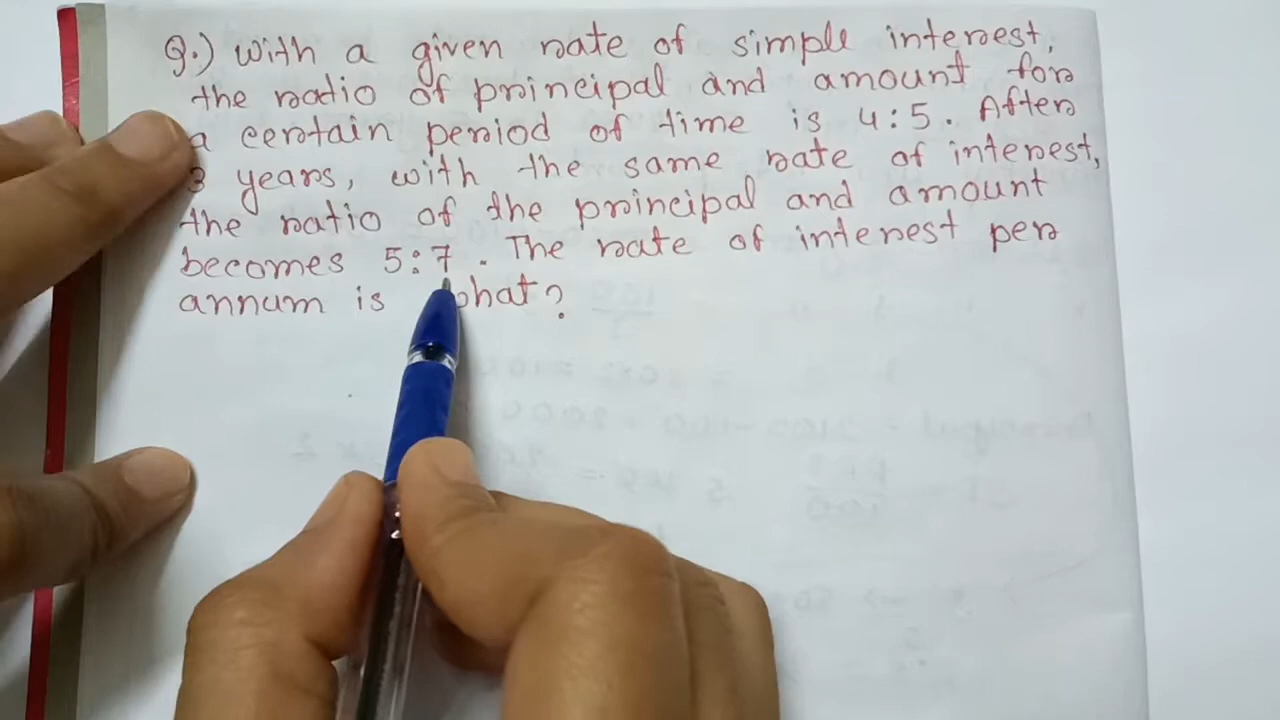 Q.) With a given rate of simple interest,
the ratio of principal and amount for
a certain period of time is 4:5. After
3 years, with the same rate of interest,
the ratio of the principal and amount
becomes 5:7. The rate of interest per
annum is what?